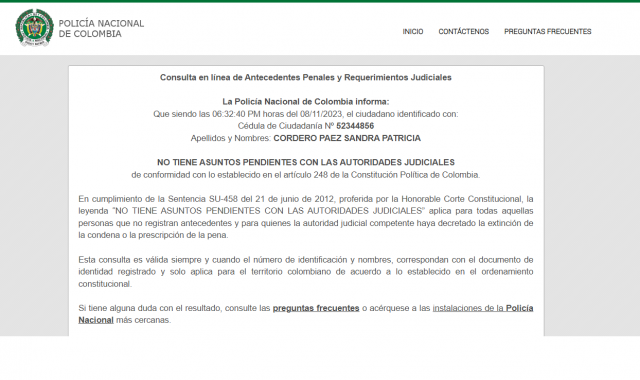 POLICÍA NACIONAL
DE COLOMBIA
INICIO CONTÁCTENOS PREGUNTAS FRECUENTES
Consulta en línea de Antecedentes Penales y Requerimientos Judiciales
La Policía Nacional de Colombia informa:
Que siendo las 06:32:40 PM horas del 08/11/2023, el ciudadano identificado con:
Cédula de Ciudadanía Nº 52344856
Apellidos y Nombres: CORDERO PAEZ SANDRA PATRICIA
NO TIENE ASUNTOS PENDIENTES CON LAS AUTORIDADES JUDICIALES
de conformidad con lo establecido en el artículo 248 de la Constitución Política de Colombia.
En cumplimiento de la Sentencia SU-458 del 21 de junio de 2012, proferida por la Honorable Corte Constitucional, la
leyenda "NO TIENE ASUNTOS PENDIENTES CON LAS AUTORIDADES JUDICIALES" aplica para todas aquellas
personas que no registran antecedentes y para quienes la autoridad judicial competente haya decretado la extinción de
la condena o la prescripción de la pena.
Esta consulta es válida siempre y cuando el número de identificación y nombres, correspondan con el documento de
identidad registrado y solo aplica para el territorio colombiano de acuerdo a lo establecido en el ordenamiento
constitucional.
Si tiene alguna duda con el resultado, consulte las preguntas frecuentes o acérquese a las instalaciones de la Policía
Nacional más cercanas.